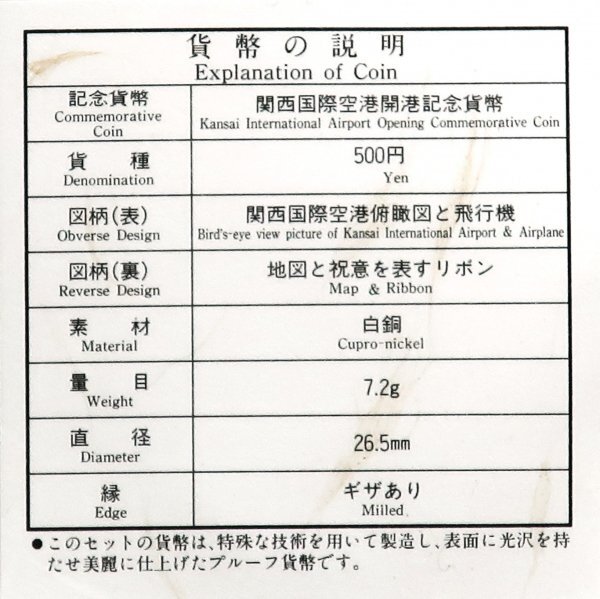 貨幣の説明
Explanation of Coin
記念貨幣
Commemorative
Coin
関西国際空港開港記念貨幣
Kansai International Airport Opening Commemorative Coin
貨種
Denomination
500円
Yen
図柄(表)
Obverse Design
関西国際空港俯瞰図と飛行機
Bird's-eye view picture of Kansai International Airport & Airplane
図柄(裏)
Reverse Design
地図と祝意を表すリボン
Map & Ribbon
素材
Material
白銅
Cupro-nickel
量目
Weight
7.2g
直径
Diameter
26.5mm
縁
Edge
ギザあり
Milled
●このセットの貨幣は、特殊な技術を用いて製造し、表面に光沢を持
たせ美麗に仕上げたプルーフ貨幣です。